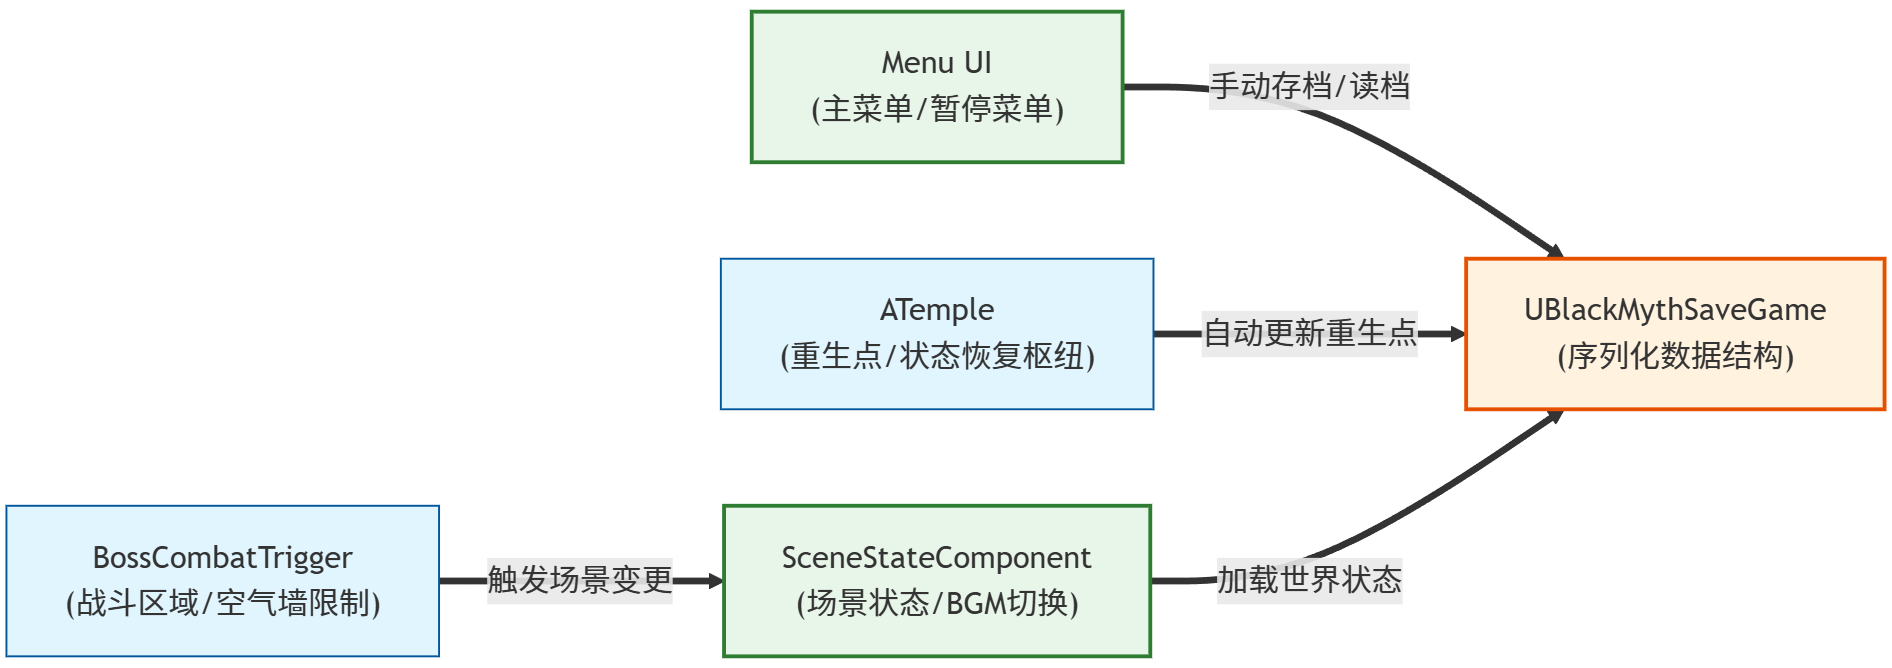 Menu UI
(主菜单/暂停菜单)
手动存档/读档
ATemple
(重生点/状态恢复枢纽)
自动更新重生点
UBlackMythSaveGame
(序列化数据结构)
BossCombatTrigger
(战斗区域/空气墙限制)
触发场景变更
SceneStateComponent
(场景状态/BGM切换)
加载世界状态